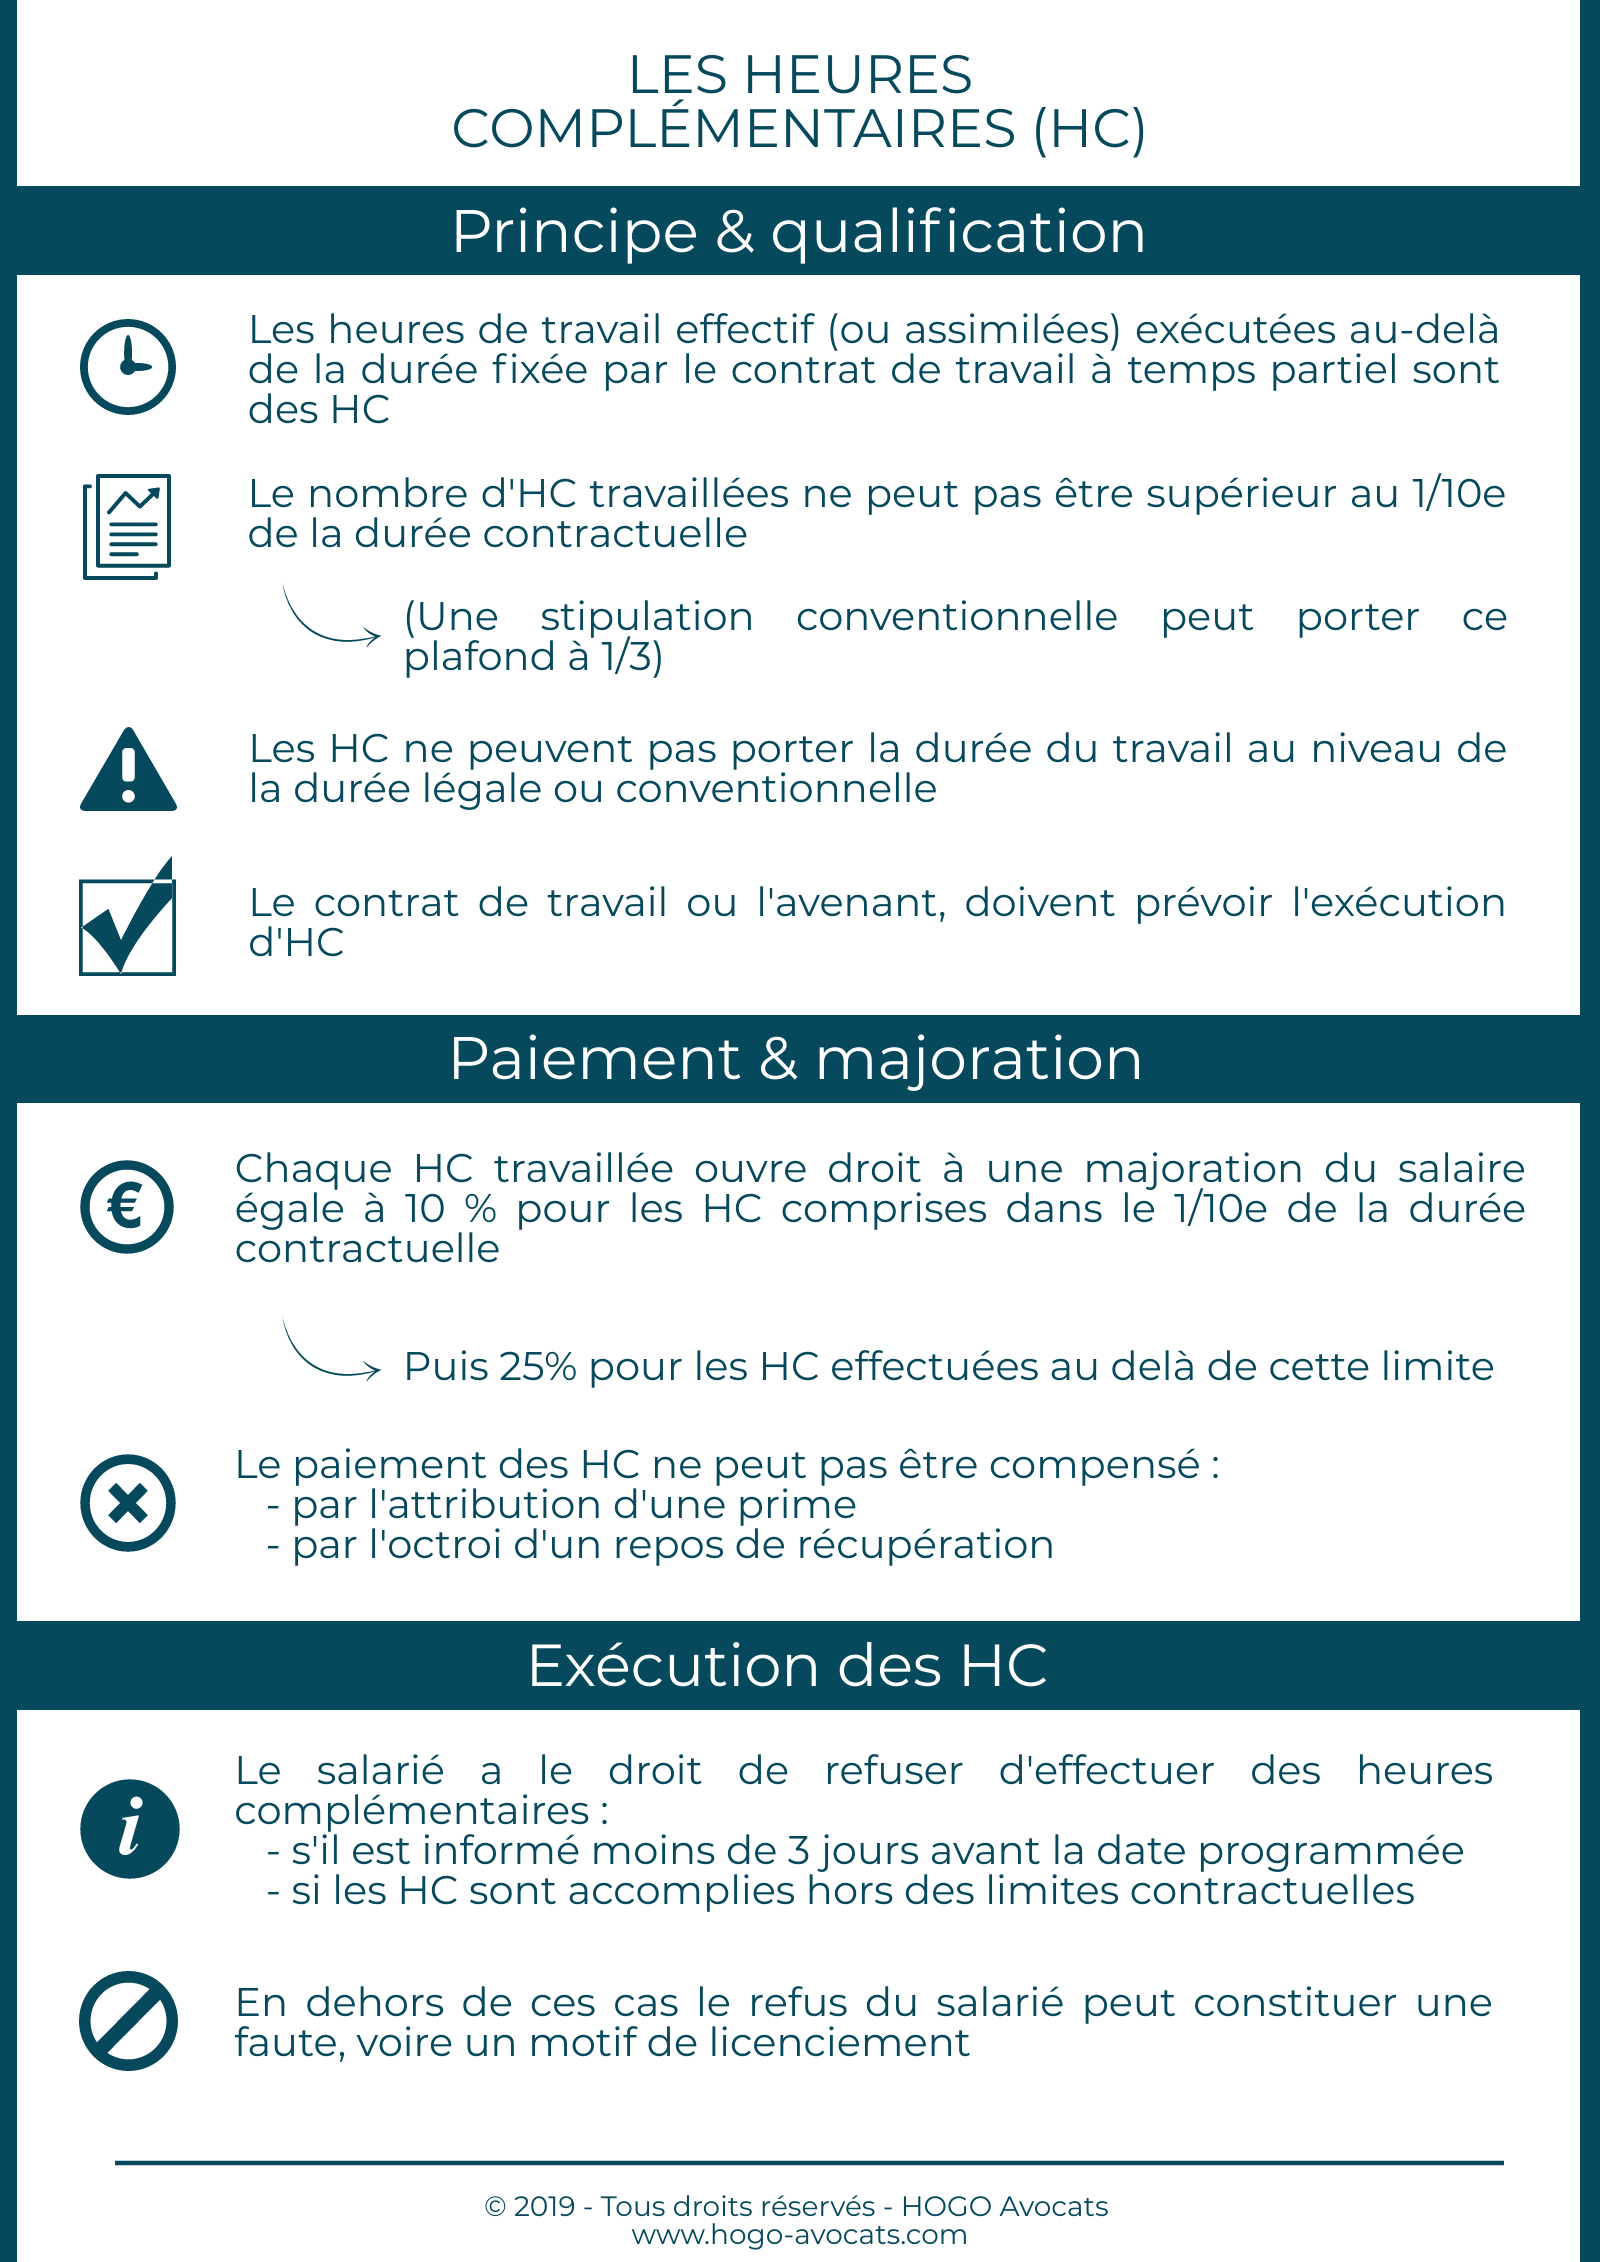 LES HEURES
COMPLÉMENTAIRES (HC)
Principe & qualification
Les heures de travail effectif (ou assimilées) exécutées au-delà
de la durée fixée par le contrat de travail à temps partiel sont
des HC
Le nombre d'HC travaillées ne peut pas être supérieur au 1/10e
de la durée contractuelle
(Une stipulation conventionnelle peut porter ce
plafond à 1/3)
Les HC ne peuvent pas porter la durée du travail au niveau de
la durée légale ou conventionnelle
Le contrat de travail ou l'avenant, doivent prévoir l'exécution
d'HC
Paiement & majoration
€
Chaque HC travaillée ouvre droit à une majoration du salaire
égale à 10 % pour les HC comprises dans le 1/10e de la durée
contractuelle
Puis 25% pour les HC effectuées au delà de cette limite
Le paiement des HC ne peut pas être compensé :
- par l'attribution d'une prime
- par l'octroi d'un repos de récupération
Exécution des HC
i
Le salarié a le droit de refuser d'effectuer des heures
complémentaires :
- s'il est informé moins de 3 jours avant la date programmée
- si les HC sont accomplies hors des limites contractuelles
En dehors de ces cas le refus du salarié peut constituer une
faute, voire un motif de licenciement
© 2019 - Tous droits réservés - HOGO Avocats
www.hogo-avocats.com